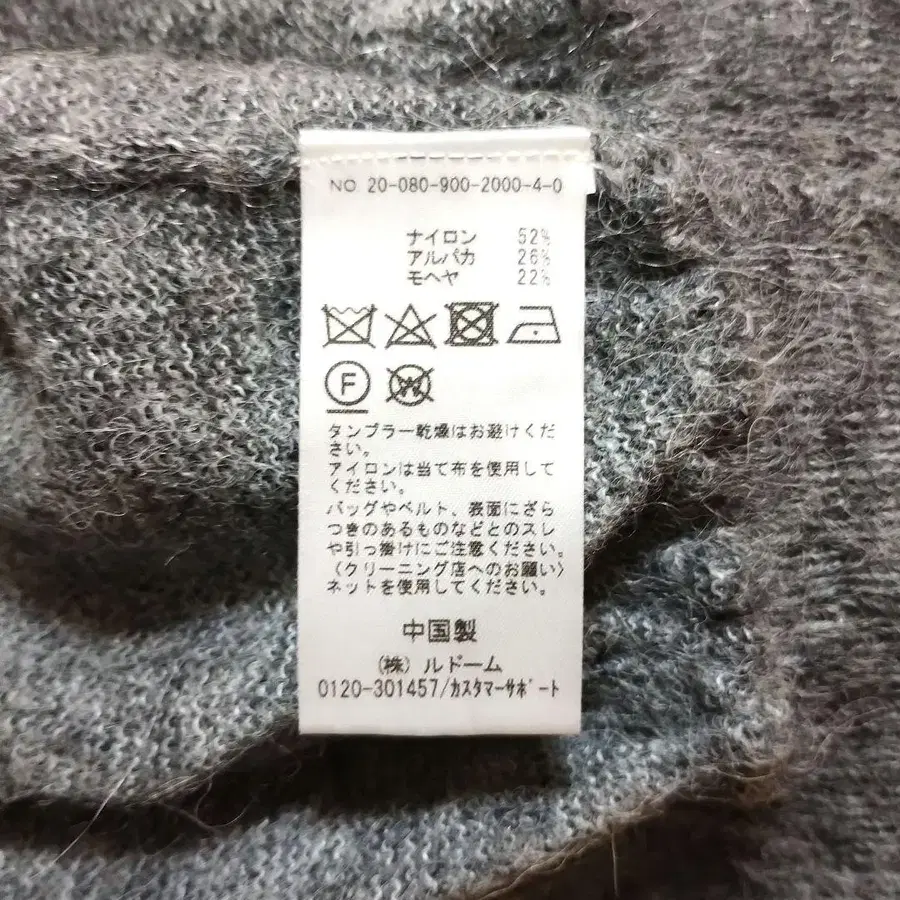 NO 20-080-900-2000-4-0
ナイロン 52%
アルパカ 26%
モヘヤ 22%
F
W
タンブラー乾燥はお避けくだ
さい。
アイロンは当て布を使用して
ください。
バッグやベルト、表面にざら
つきのあるものなどとのスレ
や引っ掛けにご注意ください。
〈クリーニング店へのお願い〉
ネットを使用してください。
中国製
(株) ルドーム
0120-301457/カスタマーサポート